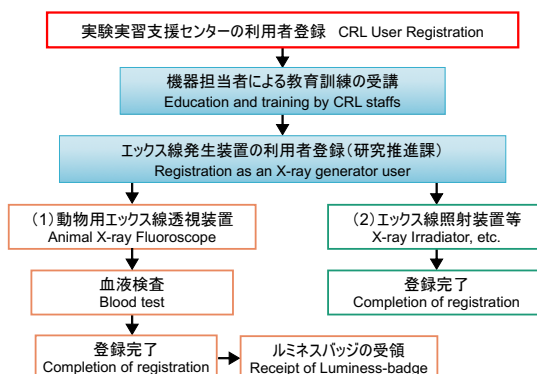 実験実習支援センターの利用者登録 CRL User Registration
機器担当者による教育訓練の受講
Education and training by CRL staffs
エックス線発生装置の利用者登録(研究推進課)
Registration as an X-ray generator user
(1)動物用エックス線透視装置
Animal X-ray Fluoroscope
(2)エックス線照射装置等
X-ray Irradiator, etc.
血液検査
Blood test
登録完了
Completion of registration
登録完了
Completion of registration
ルミネスバッジの受領
Receipt of Luminess-badge